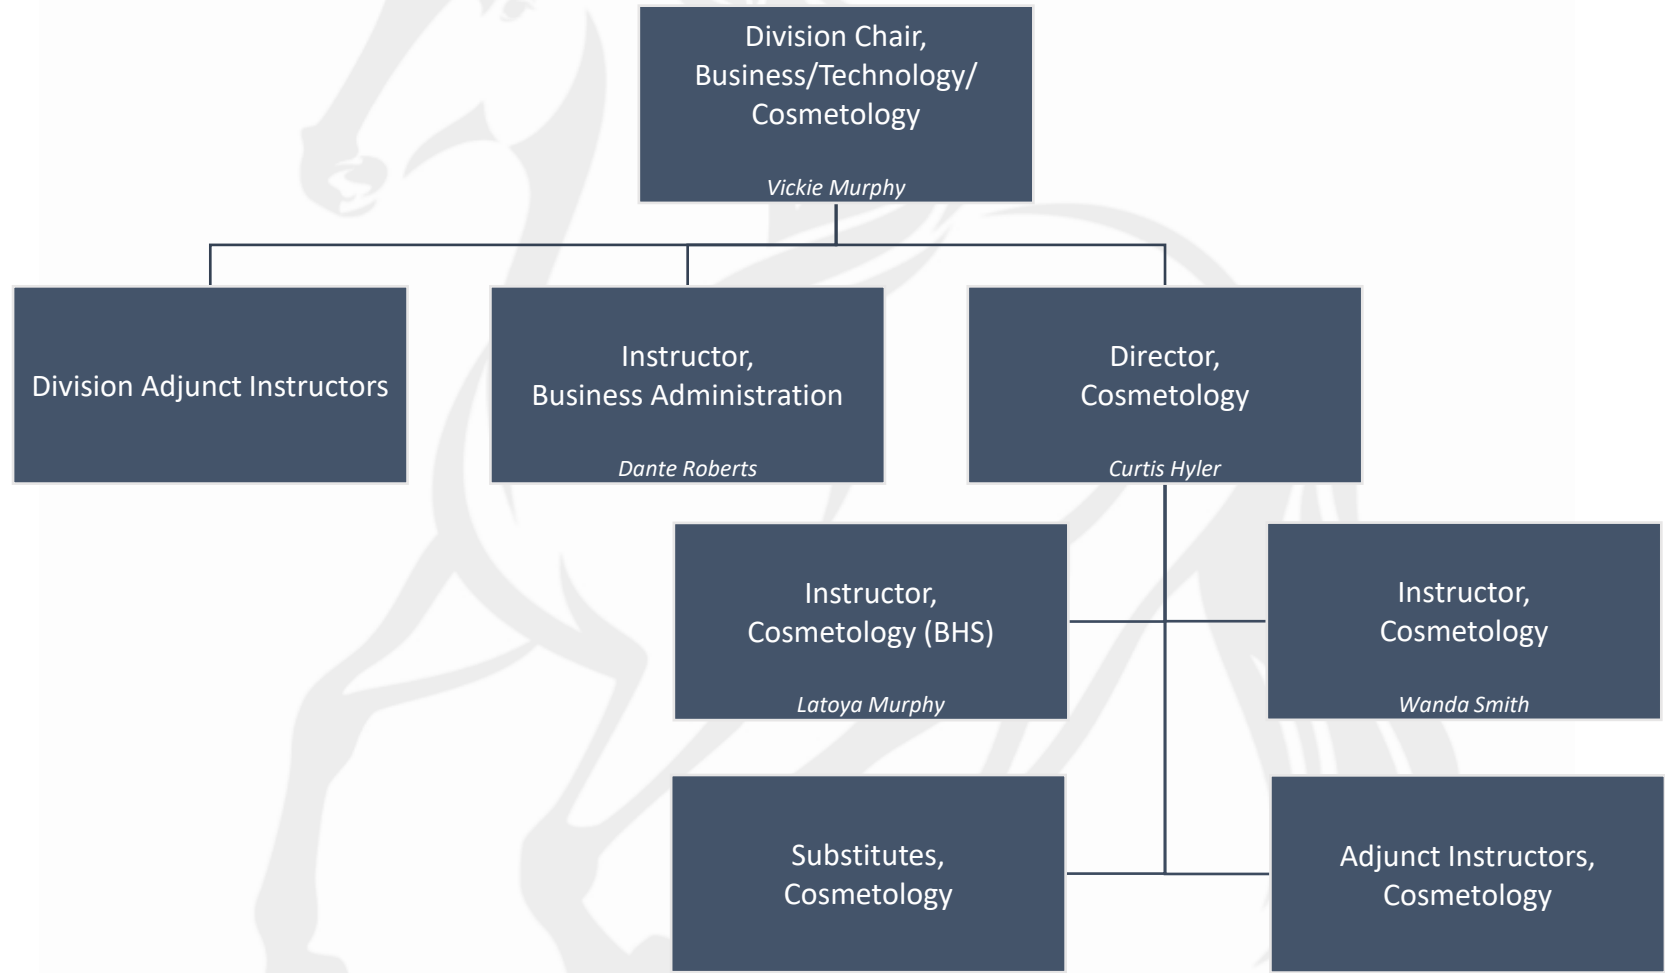 Division Chair,
Business/Technology/
Cosmetology
Vickie Murphy
Division Adjunct Instructors
Instructor,
Business Administration
Dante Roberts
Director,
Cosmetology
Curtis Hyler
Instructor,
Cosmetology (BHS)
Latoya Murphy
Instructor,
Cosmetology
Wanda Smith
Substitutes,
Cosmetology
Adjunct Instructors,
Cosmetology